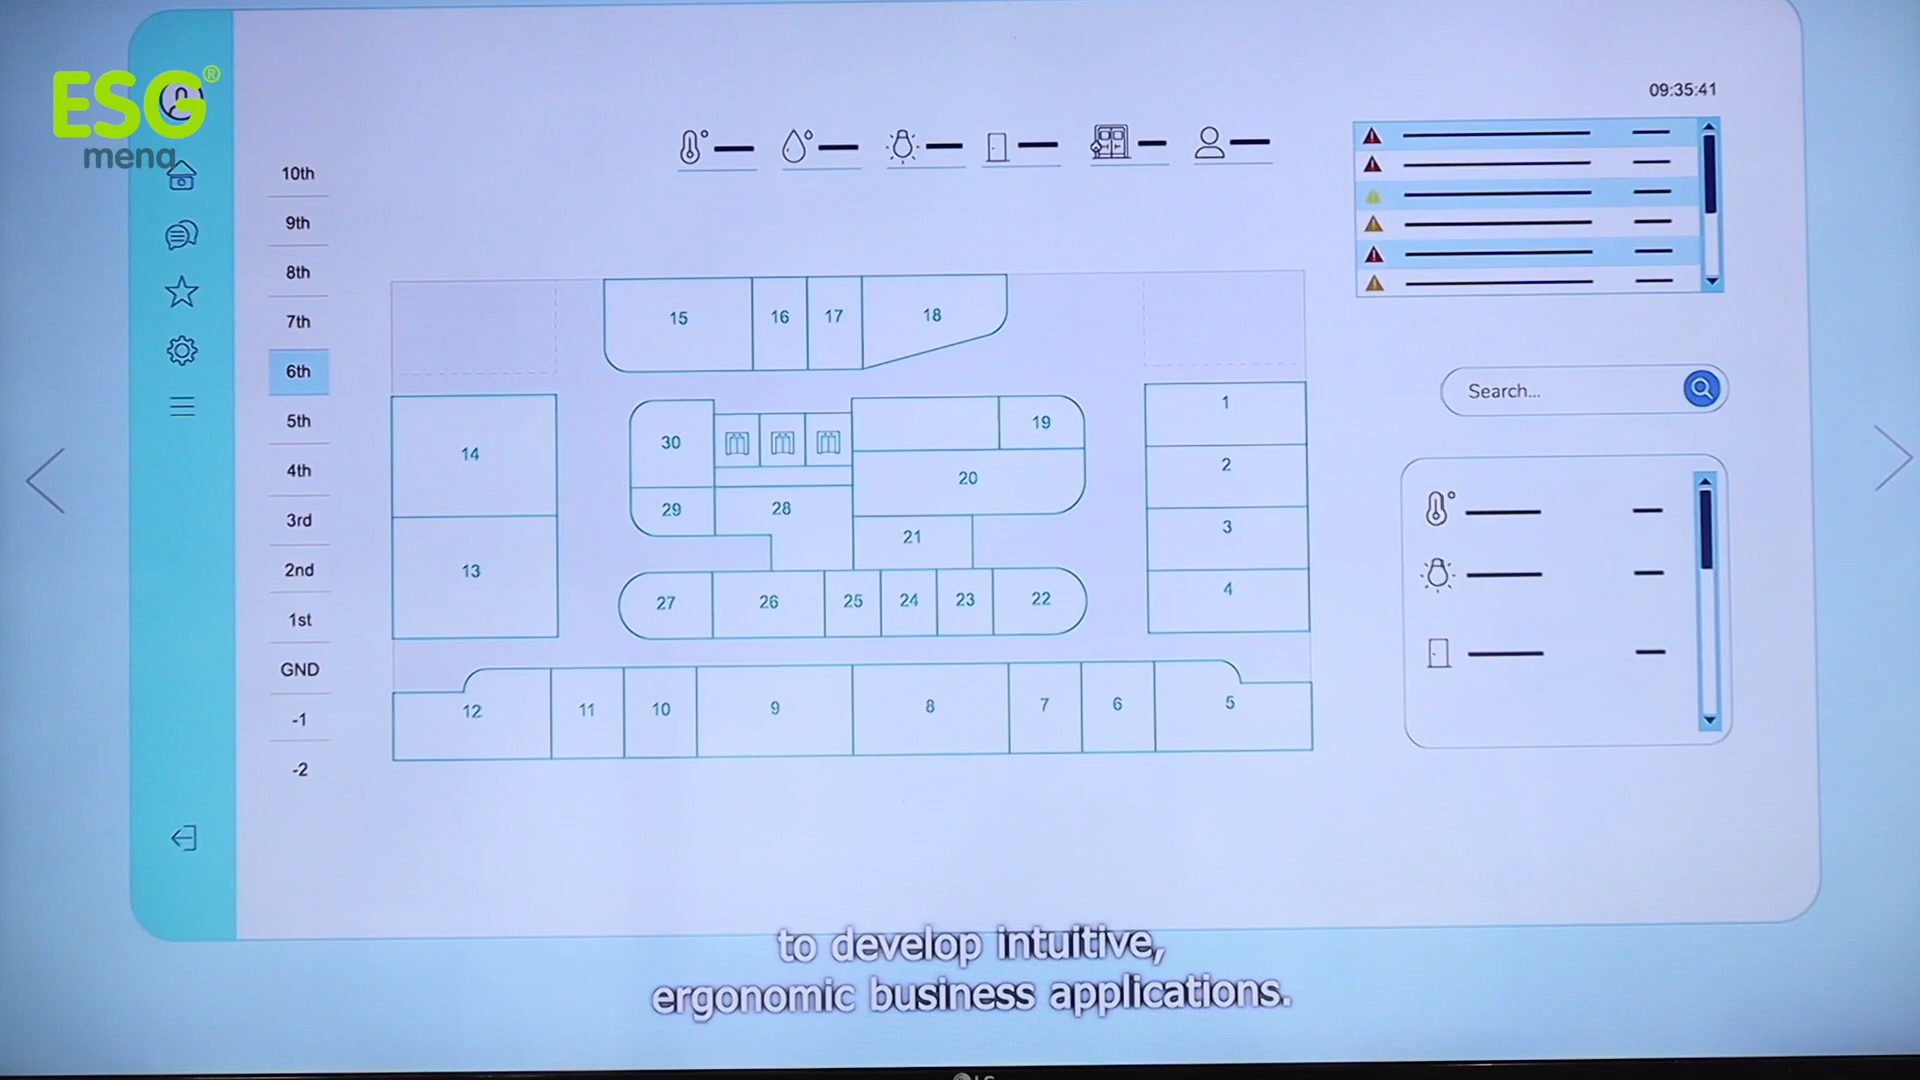 ESG®
mena
09:35:41
10th
9th
8th
7th
6th
5th
4th
3rd
2nd
1st
GND
-1
-2
15
16
17
18
14
13
30
19
20
29
28
21
27
26
25
24
23
22
1
2
3
4
12
11
10
9
8
7
6
5
Search...
to develop intuitive,
ergonomic business applications.